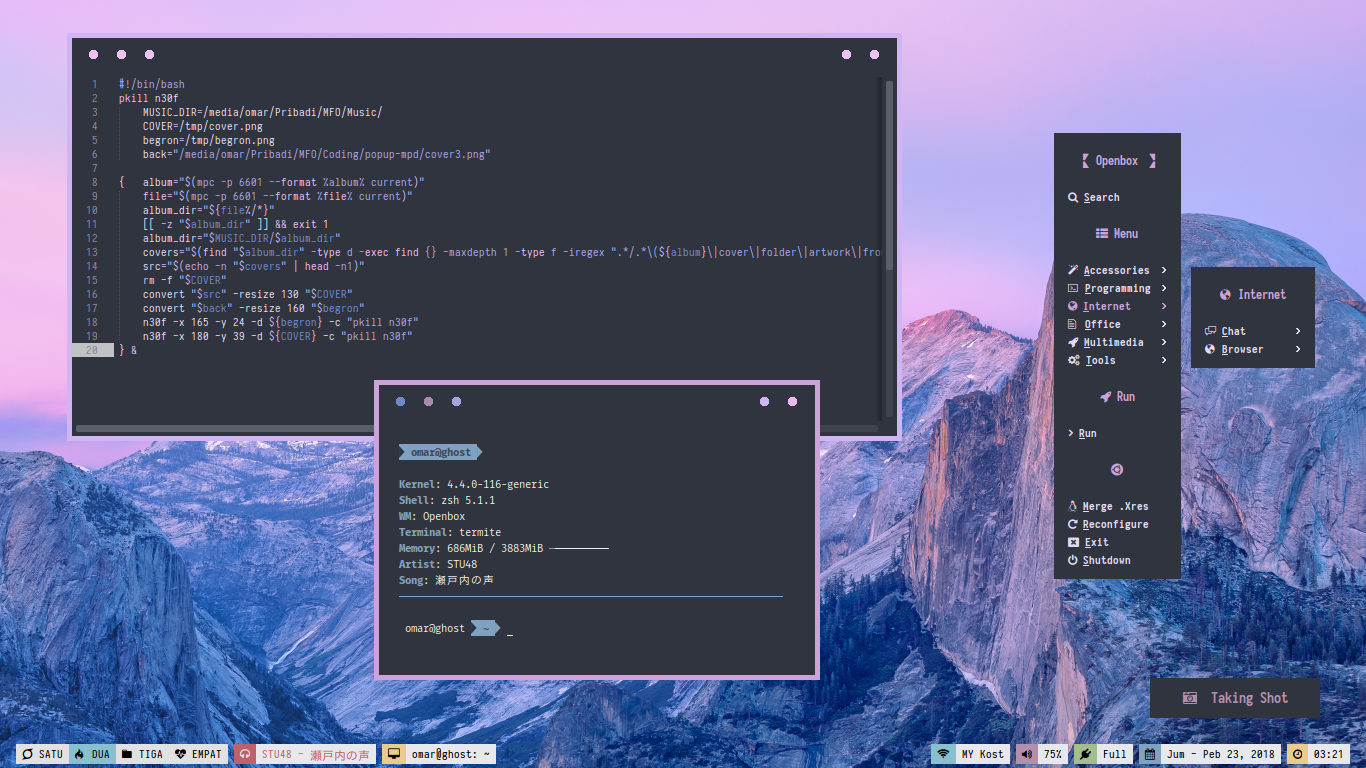 1 #!/bin/bash
2 pkill n30f
3 MUSIC_DIR=/media/omar/Pribadi/MFO/Music/
4 COVER=/tmp/cover.png
5 begron=/tmp/begron.png
6 back="/media/omar/Pribadi/MFO/Coding/popup-mpd/cover3.png"
7
8 { album="$(mpc -p 6601 --format %album% current)"
9 file="$(mpc -p 6601 --format %file% current)"
10 album_dir="${file%/*}"
11 [[ -z "$album_dir" ]] && exit 1
12 album_dir="$MUSIC_DIR/$album_dir"
13 covers="$(find "$album_dir" -type d -exec find {} -maxdepth 1 -type f -iregex ".*/.*\(${album}\|cover\|folder\|artwork\|fro
14 src="$(echo -n "$covers" | head -n1)"
15 rm -f "$COVER"
16 convert "$src" -resize 130 "$COVER"
17 convert "$back" -resize 160 "$begron"
18 n30f -x 165 -y 24 -d ${begron} -c "pkill n30f"
19 n30f -x 180 -y 39 -d ${COVER} -c "pkill n30f"
20 } &
omar@ghost
Kernel: 4.4.0-116-generic
Shell: zsh 5.1.1
WM: Openbox
Terminal: termite
Memory: 686MiB / 3883MiB
Artist: STU48
Song: 瀬戸内の声
omar@ghost ~ _
Openbox
Search
Menu
Accessories
Programming
Internet
Office
Multimedia
Tools
Run
Run
Merge .Xres
Reconfigure
Exit
Shutdown
Internet
Chat
Browser
Taking Shot
SATU DUA TIGA EMPAT STU48 - 瀬戸内の声 omar@ghost: ~ MY Kost 75% Full Jum - Peb 23, 2018 03:21